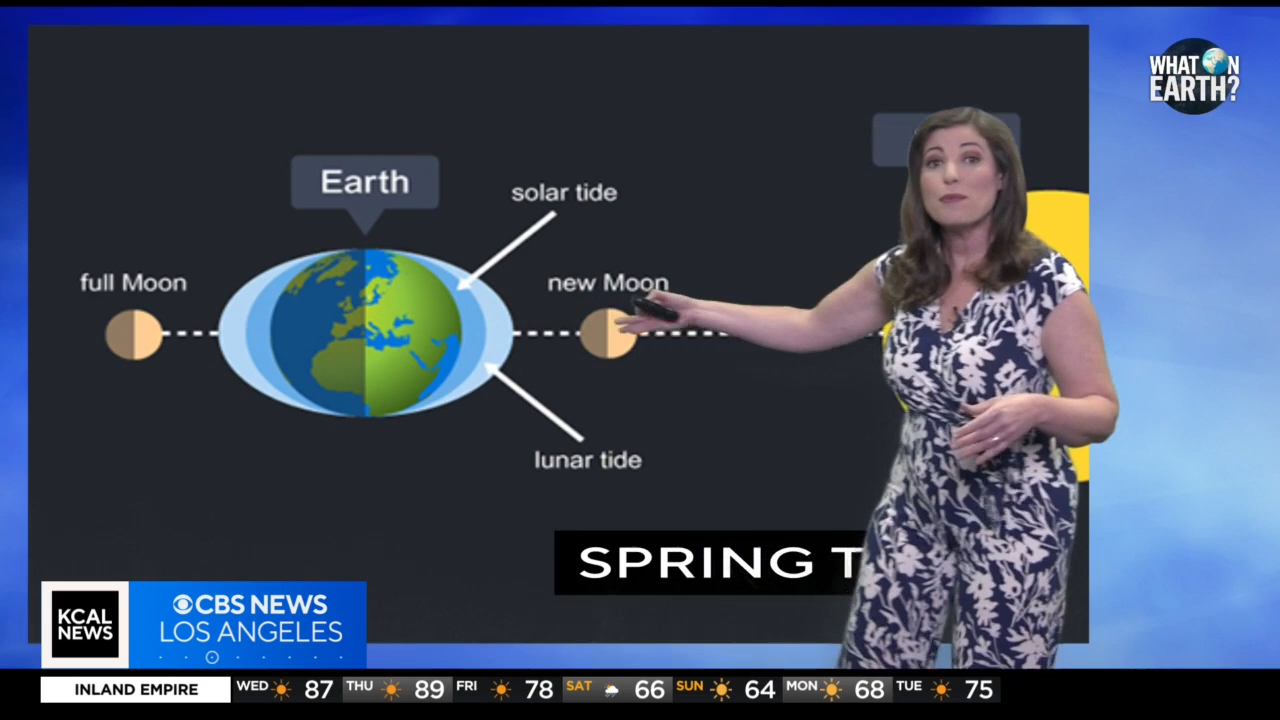 WHAT ON
EARTH?
Earth
solar tide
full Moon
new Moon
lunar tide
SPRING T
KCAL
NEWS
CBS NEWS
LOS ANGELES
INLAND EMPIRE WED 87 THU 89 FRI 78 SAT 66 SUN 64 MON 68 TUE 75